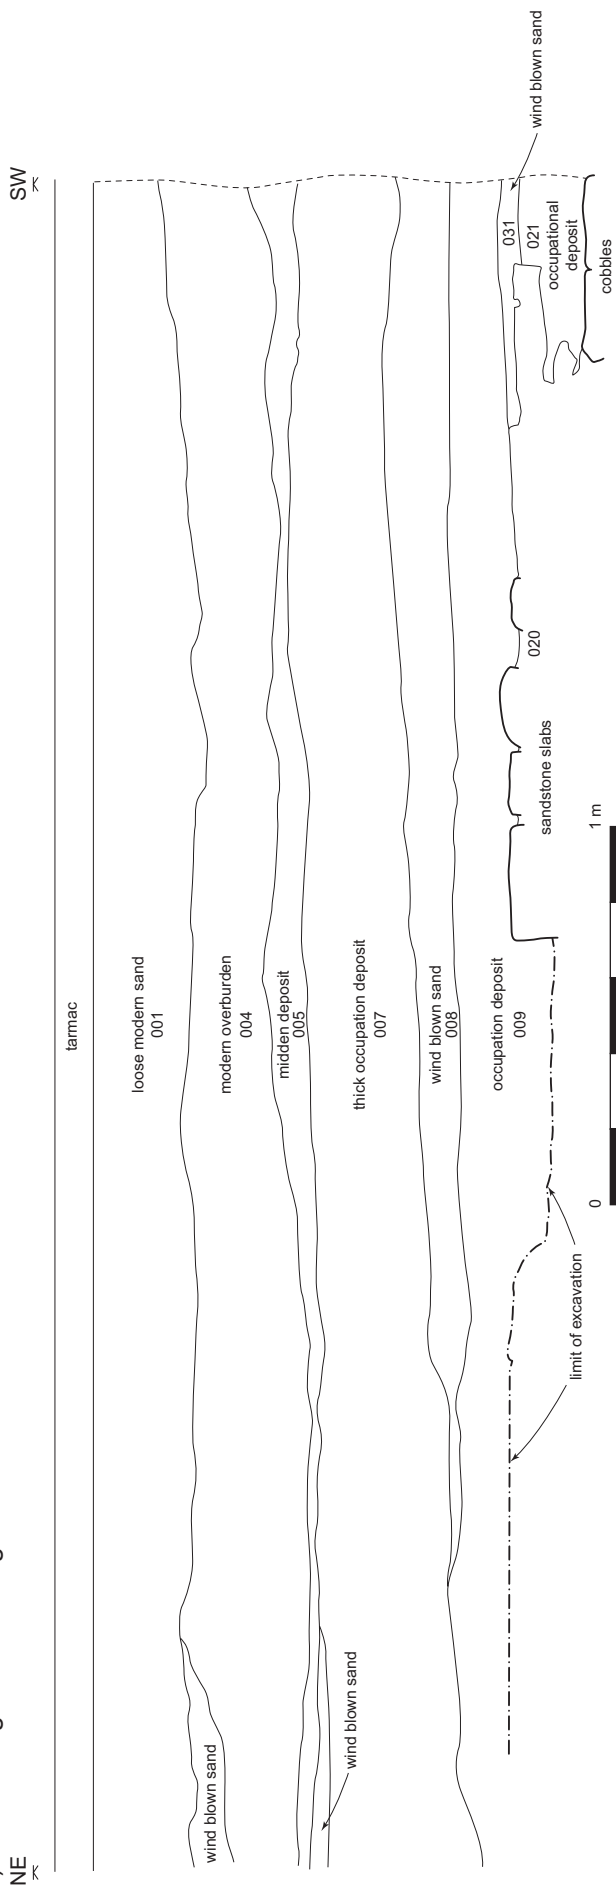 NE
SW
tarmac
loose modern sand
001
modern overburden
004
wind blown sand
midden deposit
005
wind blown sand
thick occupation deposit
007
wind blown sand
008
occupation deposit
009
limit of excavation
sandstone slabs
020
031
021
occupational
deposit
wind blown sand
cobbles
0
1 m